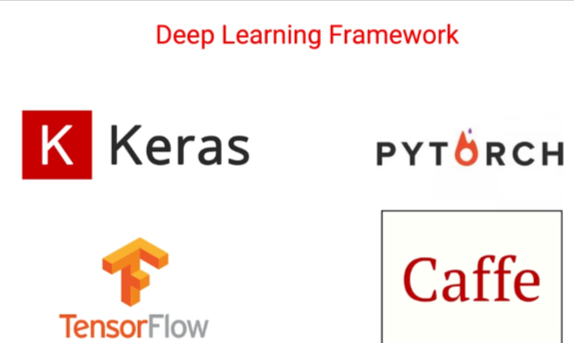 Deep Learning Framework
K Keras
PYTORCH
TensorFlow
Caffe